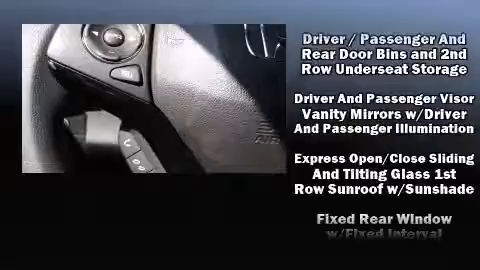 Driver / Passenger And
Rear Door Bins and 2nd
Row Underseat Storage
Driver And Passenger Visor
Vanity Mirrors w/Driver
And Passenger Illumination
Express Open/Close Sliding
And Tilting Glass 1st
Row Sunroof w/Sunshade
Fixed Rear Window
w/Fixed Interval